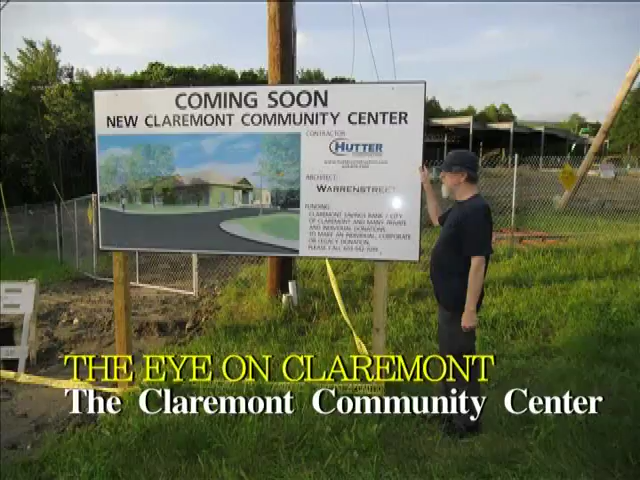 COMING SOON
NEW CLAREMONT COMMUNITY CENTER
CONTRACTOR:
HUTTER
ARCHITECT:
WARRENSTREET
FUNDING:
CLAREMONT SAVINGS BANK / CITY
OF CLAREMONT AND MANY PRIVATE
AND INDIVIDUAL DONATIONS.
TO MAKE AN INDIVIDUAL, CORPORATE
OR LEGACY DONATION,
PLEASE CALL
THE EYE ON CLAREMONT
The Claremont Community Center